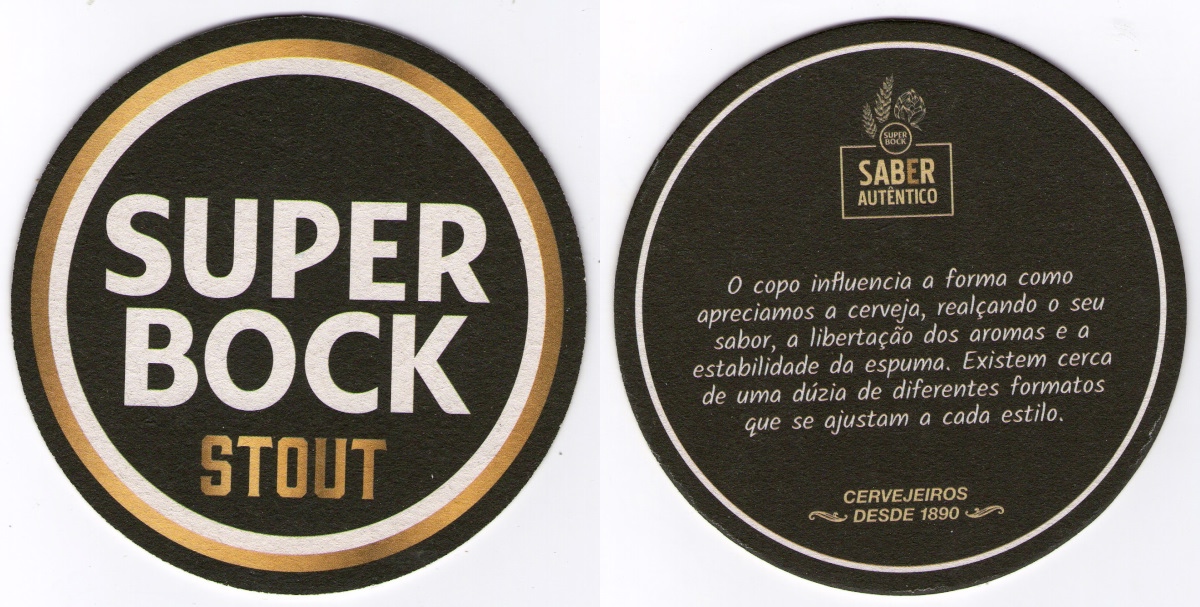 SUPER
BOCK
STOUT
SUPER
BOCK
SABER
AUTÊNTICO
O copo influencia a forma como
apreciamos a cerveja, realçando o seu
sabor, a libertação dos aromas e a
estabilidade da espuma. Existem cerca
de uma dúzia de diferentes formatos
que se ajustam a cada estilo.
CERVEJEIROS
DESDE 1890